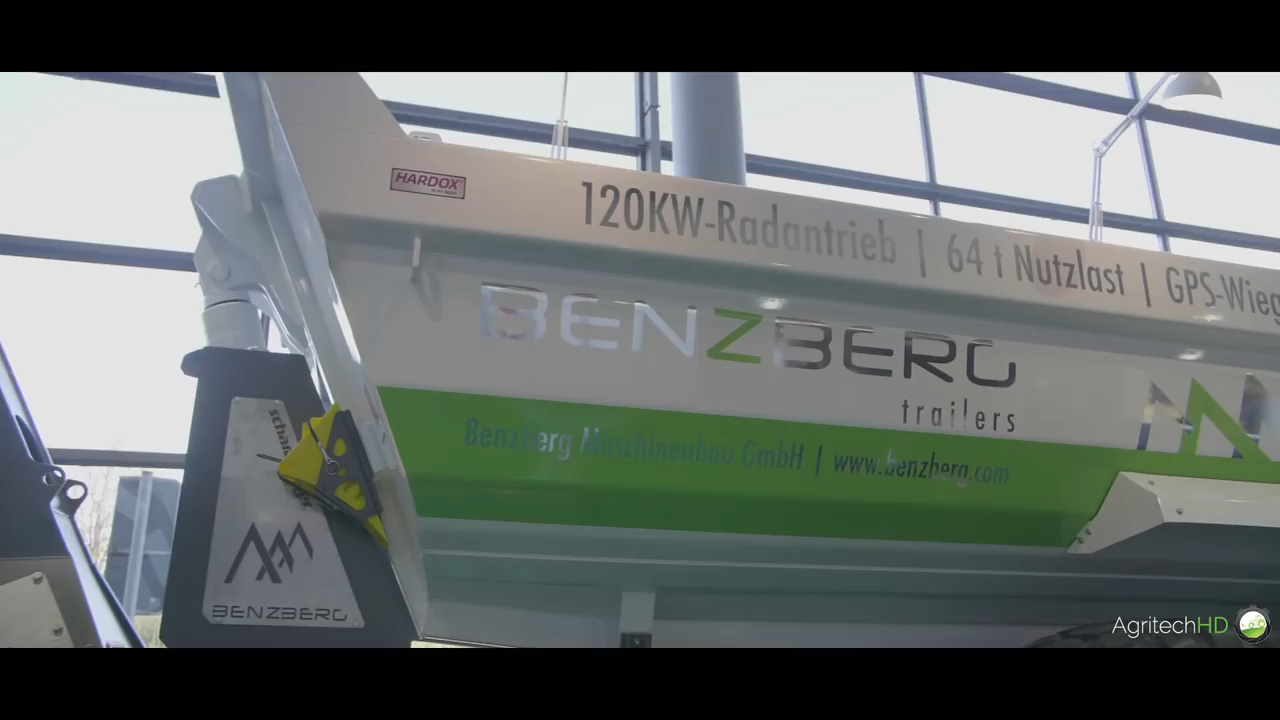 HARDOX
120KW-Radantrieb | 64 t Nutzlast | GPS-Wieg
BENZBERG
trailers
Benzberg Maschinenbau GmbH | www.benzberg.com
BENZBERG
AgritechHD